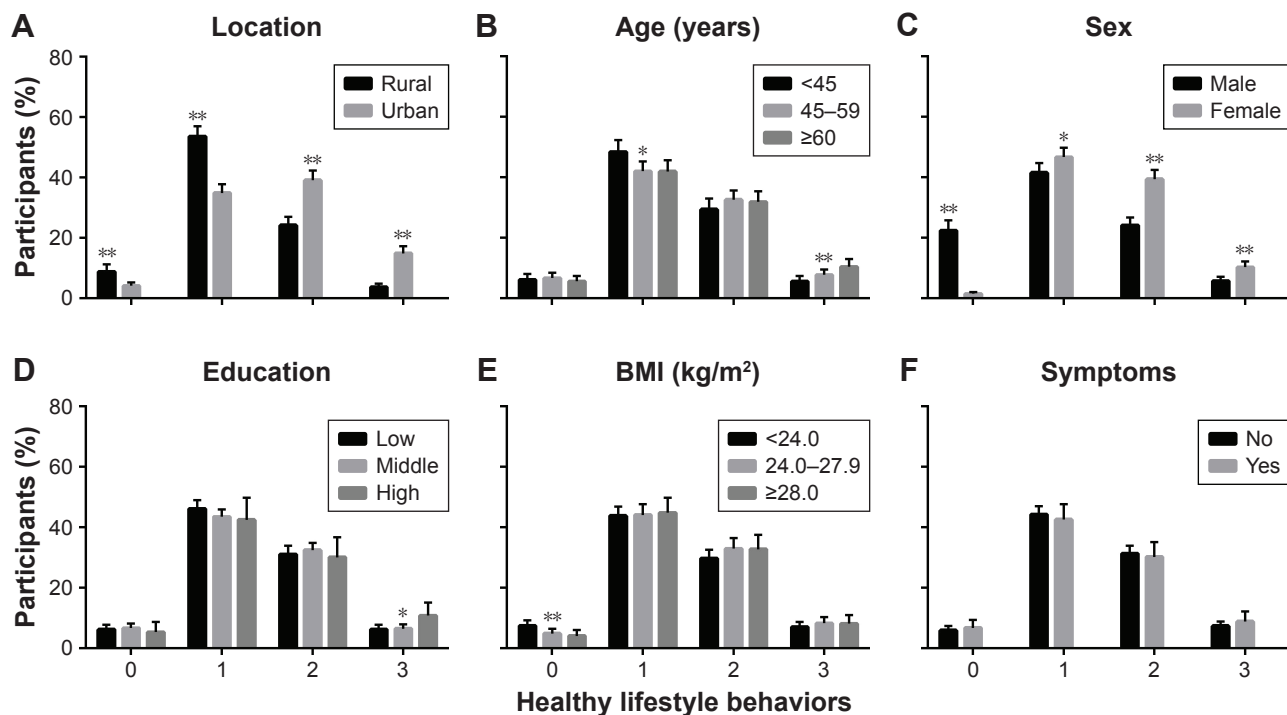 A
Location
Participants (%)
80
60
40
20
0
**
**
**
**
Rural
Urban
B
Age (years)
*
**
<45
45–59
≥60
C
Sex
**
*
**
**
Male
Female
D
Education
Participants (%)
80
60
40
20
0
*
Low
Middle
High
0
1
2
3
E
BMI (kg/m²)
**
<24.0
24.0–27.9
≥28.0
0
1
2
3
F
Symptoms
No
Yes
0
1
2
3
Healthy lifestyle behaviors